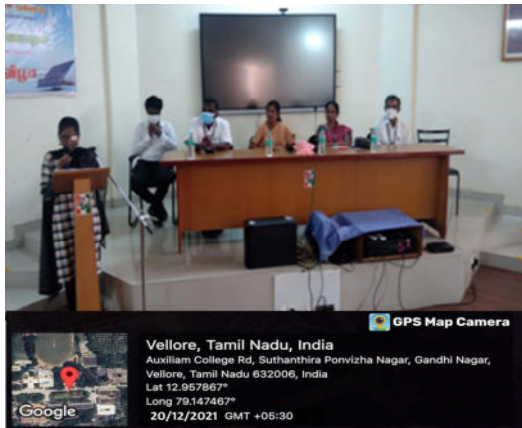 GPS Map Camera
Vellore, Tamil Nadu, India
Auxiliam College Rd, Suthanthira Ponvizha Nagar, Gandhi Nagar,
Vellore, Tamil Nadu 632006, India
Lat 12.957867°
Long 79.147467°
20/12/2021 GMT +05:30
Google